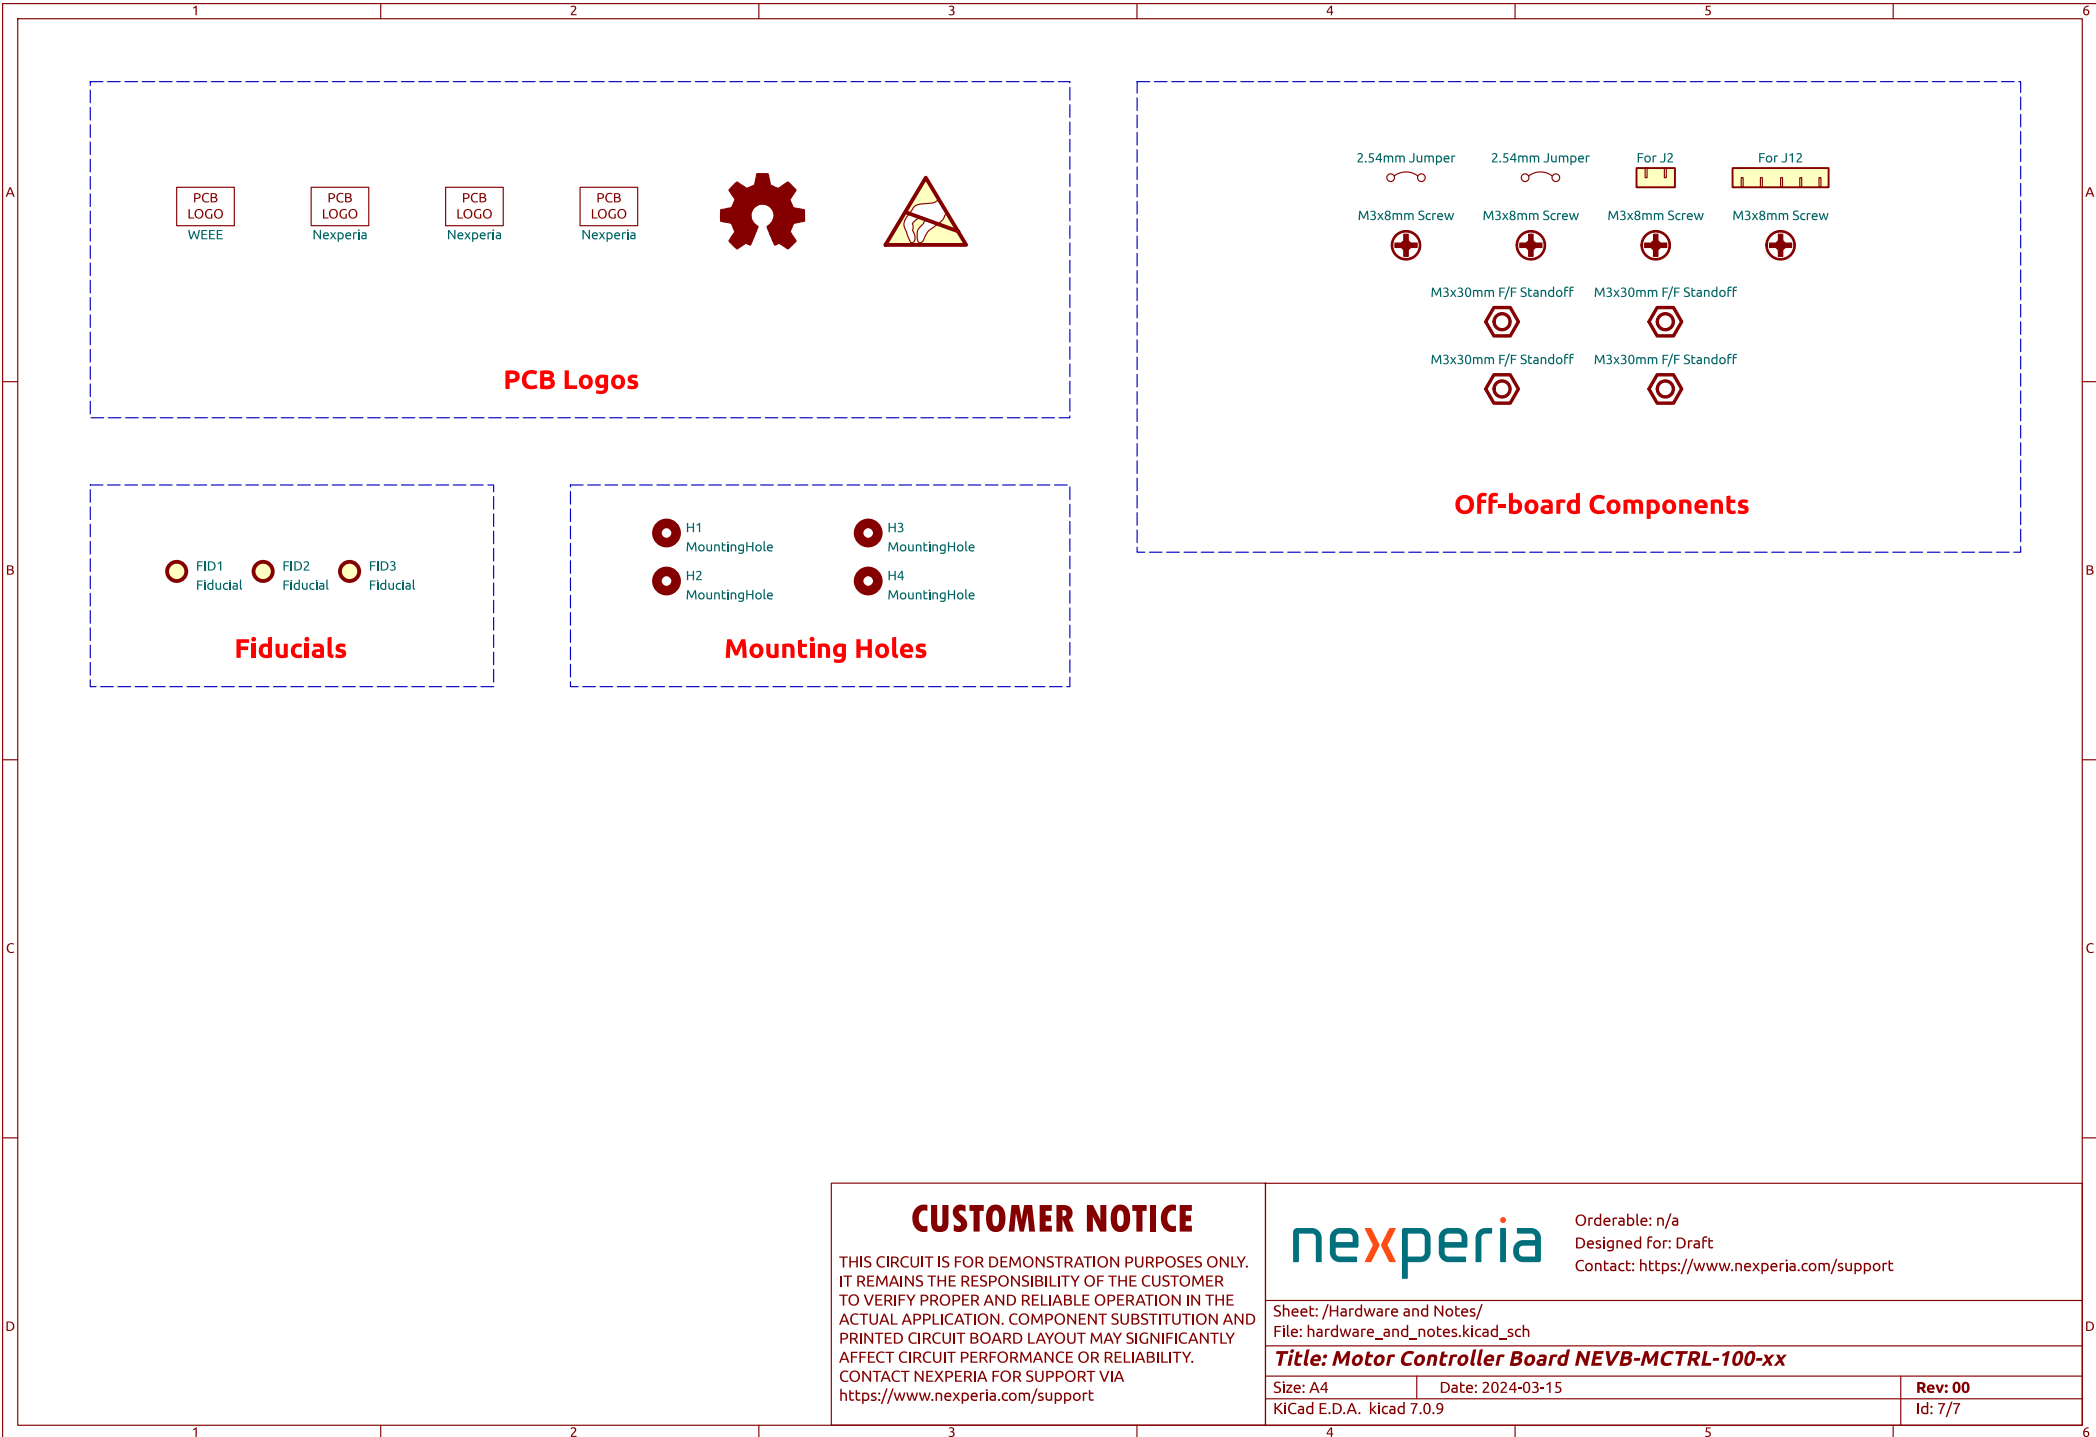 1 2 3 4 5 6
A A
PCB
LOGO
WEEE
PCB
LOGO
Nexperia
PCB
LOGO
Nexperia
PCB
LOGO
Nexperia
PCB Logos
2.54mm Jumper 2.54mm Jumper For J2 For J12
M3x8mm Screw M3x8mm Screw M3x8mm Screw M3x8mm Screw
M3x30mm F/F Standoff M3x30mm F/F Standoff
M3x30mm F/F Standoff M3x30mm F/F Standoff
Off-board Components
B B
FID1
Fiducial
FID2
Fiducial
FID3
Fiducial
Fiducials
H1
MountingHole
H2
MountingHole
H3
MountingHole
H4
MountingHole
Mounting Holes
C C
D D
CUSTOMER NOTICE
THIS CIRCUIT IS FOR DEMONSTRATION PURPOSES ONLY.
IT REMAINS THE RESPONSIBILITY OF THE CUSTOMER
TO VERIFY PROPER AND RELIABLE OPERATION IN THE
ACTUAL APPLICATION. COMPONENT SUBSTITUTION AND
PRINTED CIRCUIT BOARD LAYOUT MAY SIGNIFICANTLY
AFFECT CIRCUIT PERFORMANCE OR RELIABILITY.
CONTACT NEXPERIA FOR SUPPORT VIA
https://www.nexperia.com/support
nexperia
Orderable: n/a
Designed for: Draft
Contact: https://www.nexperia.com/support
Sheet: /Hardware and Notes/
File: hardware_and_notes.kicad_sch
Title: Motor Controller Board NEVB-MCTRL-100-xx
Size: A4 Date: 2024-03-15 Rev: 00
KiCad E.D.A. kicad 7.0.9 Id: 7/7
1 2 3 4 5 6